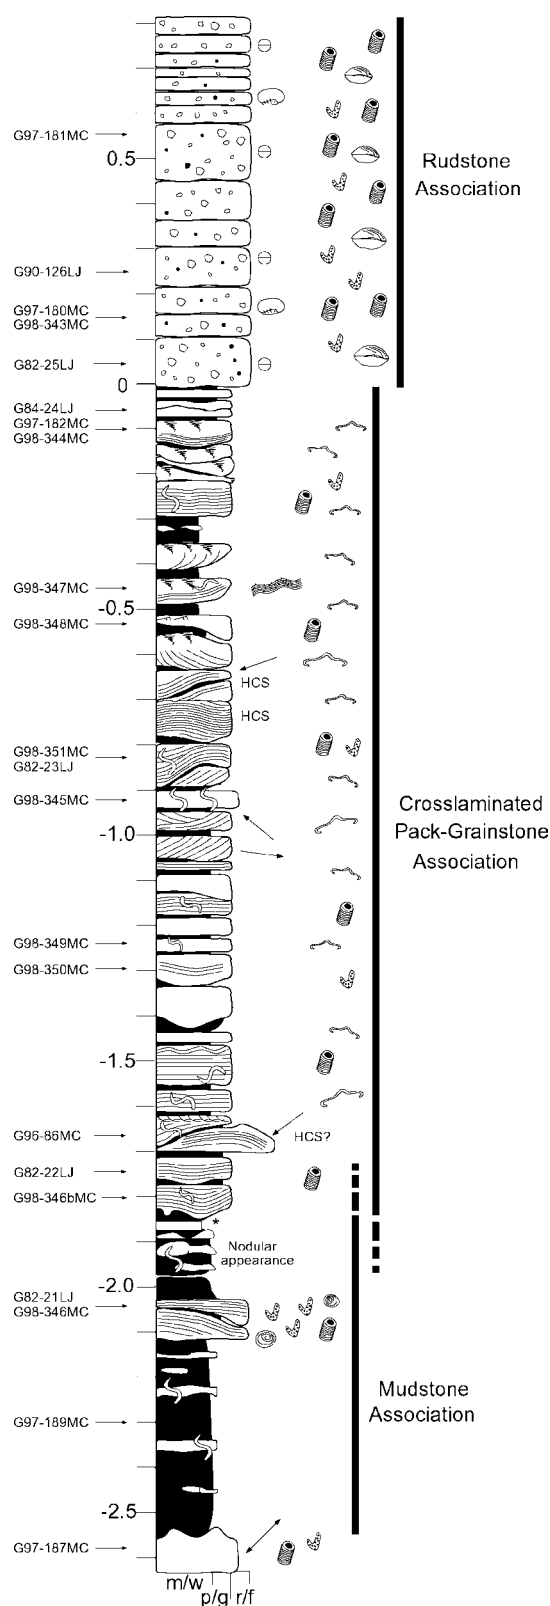 G97-181MC
0.5
Rudstone
Association
G90-126LJ
G97-180MC
G98-343MC
G82-25LJ
0
G84-24LJ
G97-182MC
G98-344MC
G98-347MC
-0.5
G98-348MC
HCS
HCS
G98-351MC
G82-23LJ
G98-345MC
Crosslaminated
Pack-Grainstone
Association
-1.0
G98-349MC
G98-350MC
-1.5
G96-86MC
HCS?
G82-22LJ
G98-346bMC
*
Nodular
appearance
-2.0
G82-21LJ
G98-346MC
Mudstone
Association
G97-189MC
-2.5
G97-187MC
m/w
p/g r/f